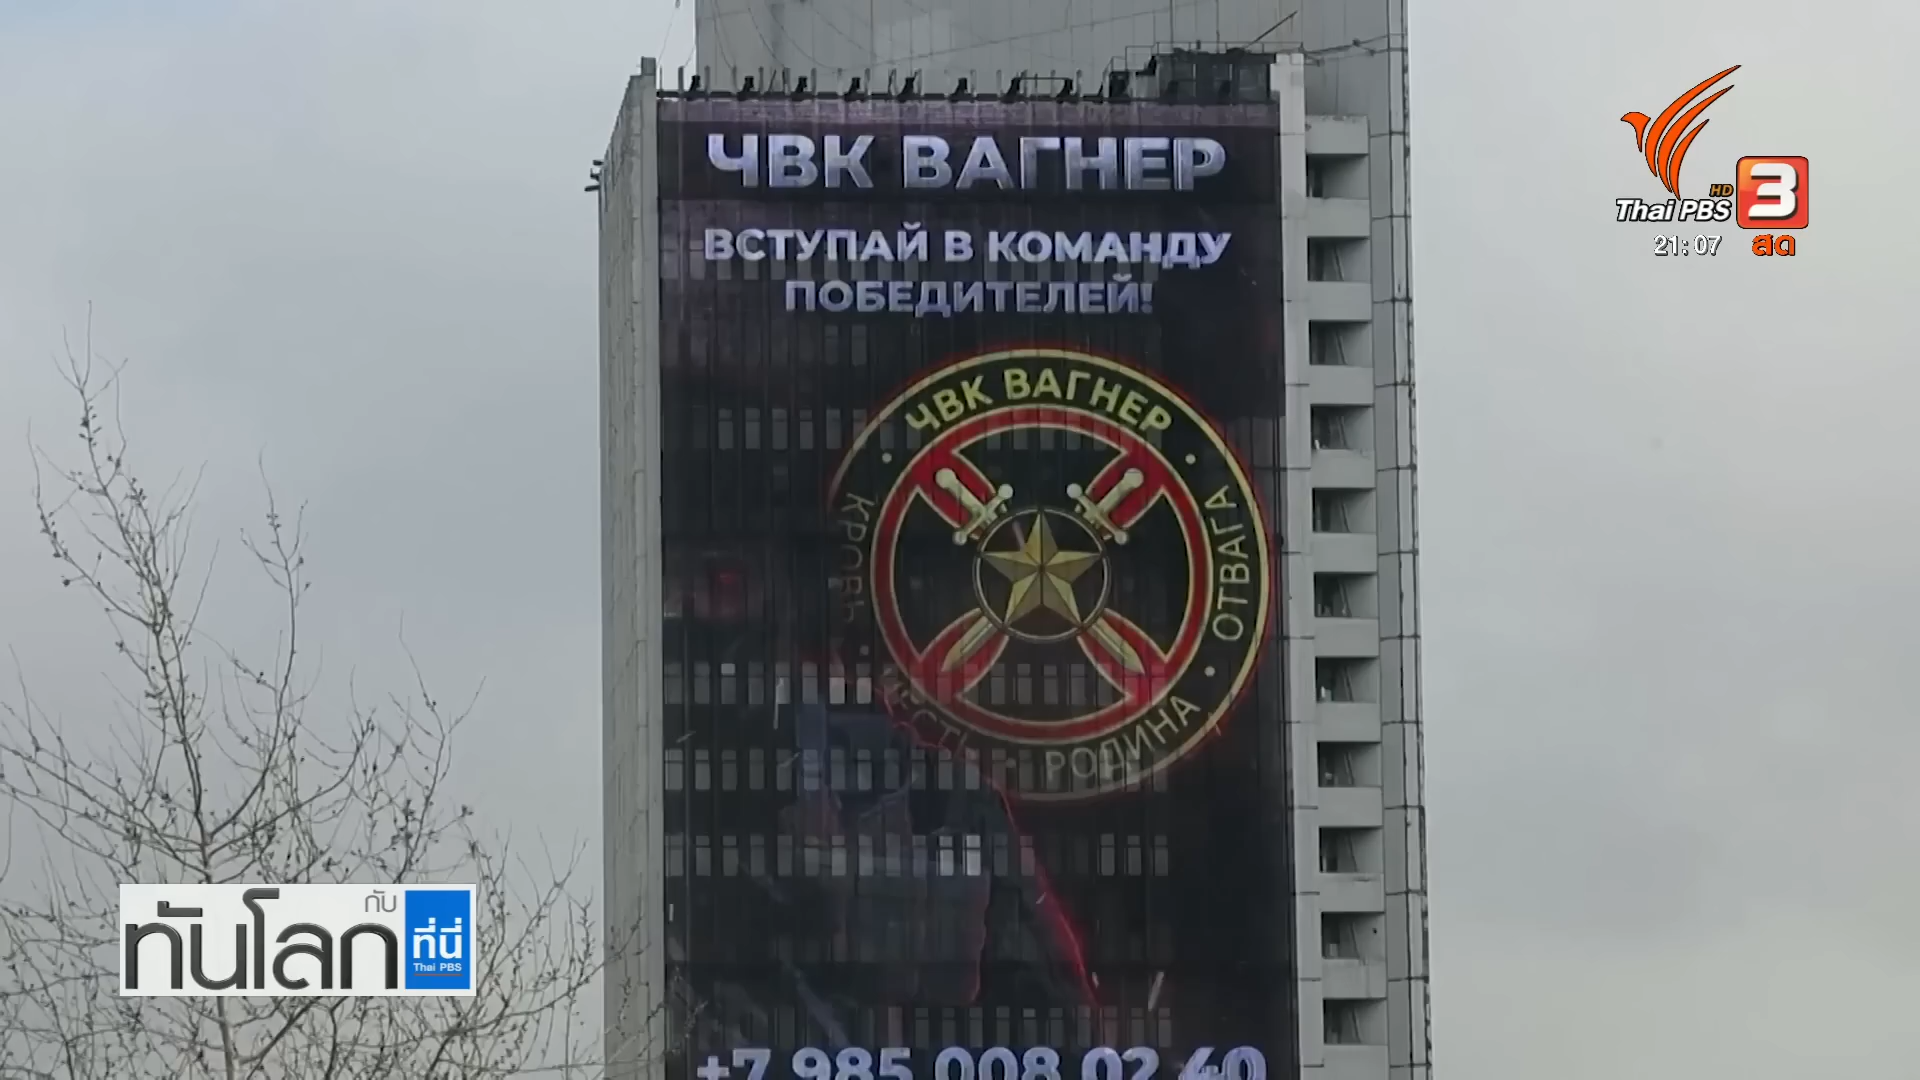 ЧВК ВАГНЕР
ВСТУПАЙ В КОМАНДУ
ПОБЕДИТЕЛЕЙ!
ЧВК ВАГНЕР
КРОВЬ
ОТВАГА
ЧЕСТЬ
РОДИНА
+7 985 008 02 40
Thai PBS HD 3
21:07 สด
ทันโลก กับ ที่นี่
Thai PBS